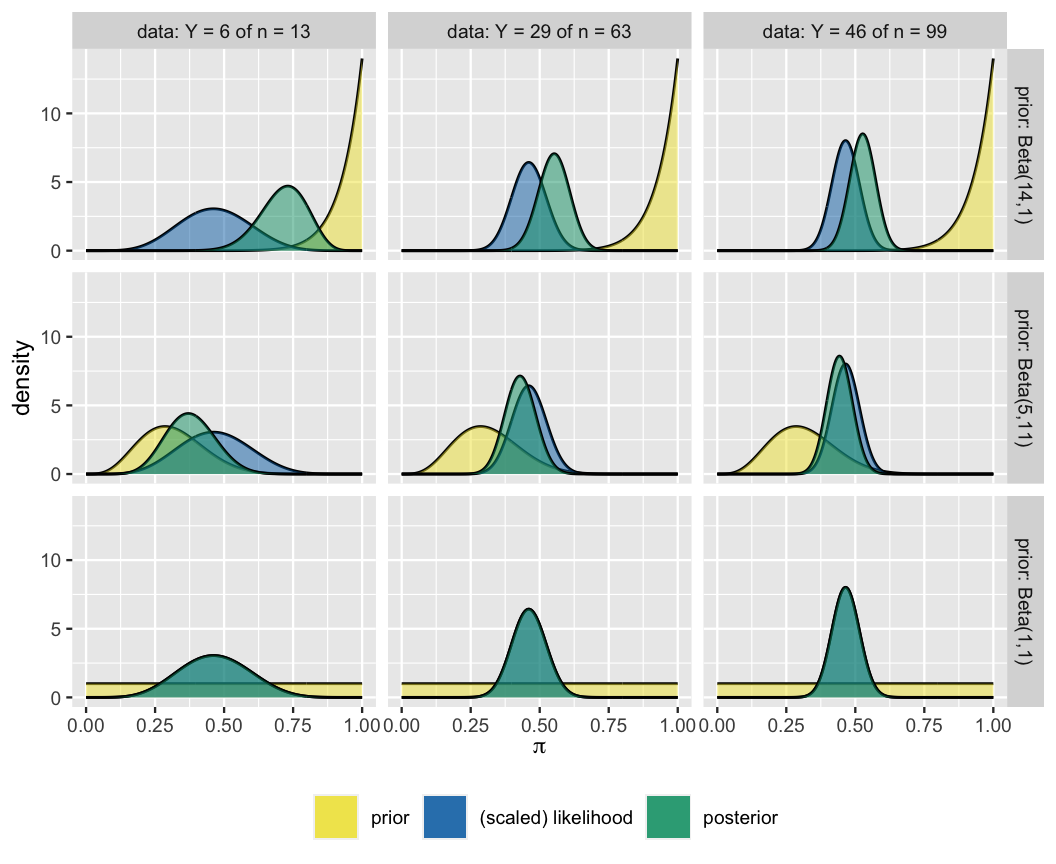 data: Y = 6 of n = 13
data: Y = 29 of n = 63
data: Y = 46 of n = 99
10
5
0
prior: Beta(14,1)
10
5
0
prior: Beta(5,11)
10
5
0
prior: Beta(1,1)
density
0.00 0.25 0.50 0.75 1.00
0.00 0.25 0.50 0.75 1.00
0.00 0.25 0.50 0.75 1.00
π
prior
(scaled) likelihood
posterior